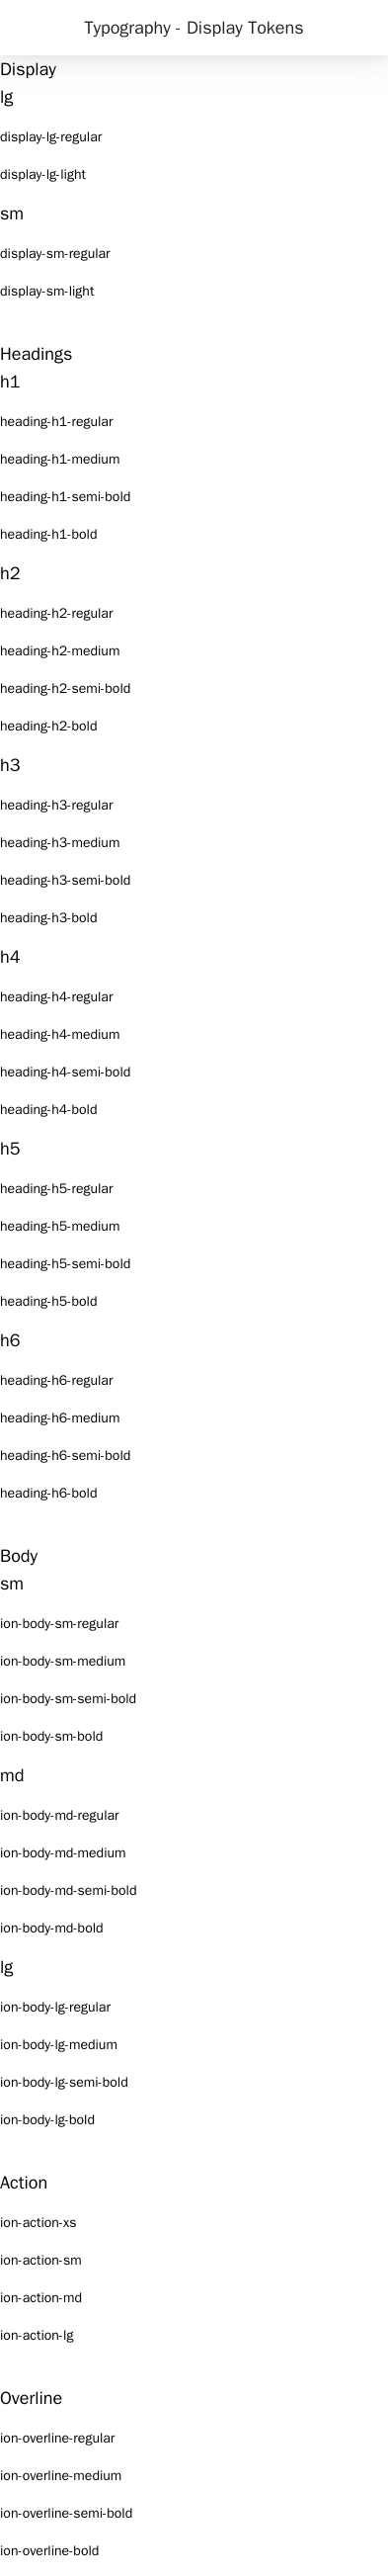 Typography - Display Tokens
Display
lg
display-lg-regular
display-lg-light
sm
display-sm-regular
display-sm-light
Headings
h1
heading-h1-regular
heading-h1-medium
heading-h1-semi-bold
heading-h1-bold
h2
heading-h2-regular
heading-h2-medium
heading-h2-semi-bold
heading-h2-bold
h3
heading-h3-regular
heading-h3-medium
heading-h3-semi-bold
heading-h3-bold
h4
heading-h4-regular
heading-h4-medium
heading-h4-semi-bold
heading-h4-bold
h5
heading-h5-regular
heading-h5-medium
heading-h5-semi-bold
heading-h5-bold
h6
heading-h6-regular
heading-h6-medium
heading-h6-semi-bold
heading-h6-bold
Body
sm
ion-body-sm-regular
ion-body-sm-medium
ion-body-sm-semi-bold
ion-body-sm-bold
md
ion-body-md-regular
ion-body-md-medium
ion-body-md-semi-bold
ion-body-md-bold
lg
ion-body-lg-regular
ion-body-lg-medium
ion-body-lg-semi-bold
ion-body-lg-bold
Action
ion-action-xs
ion-action-sm
ion-action-md
ion-action-lg
Overline
ion-overline-regular
ion-overline-medium
ion-overline-semi-bold
ion-overline-bold